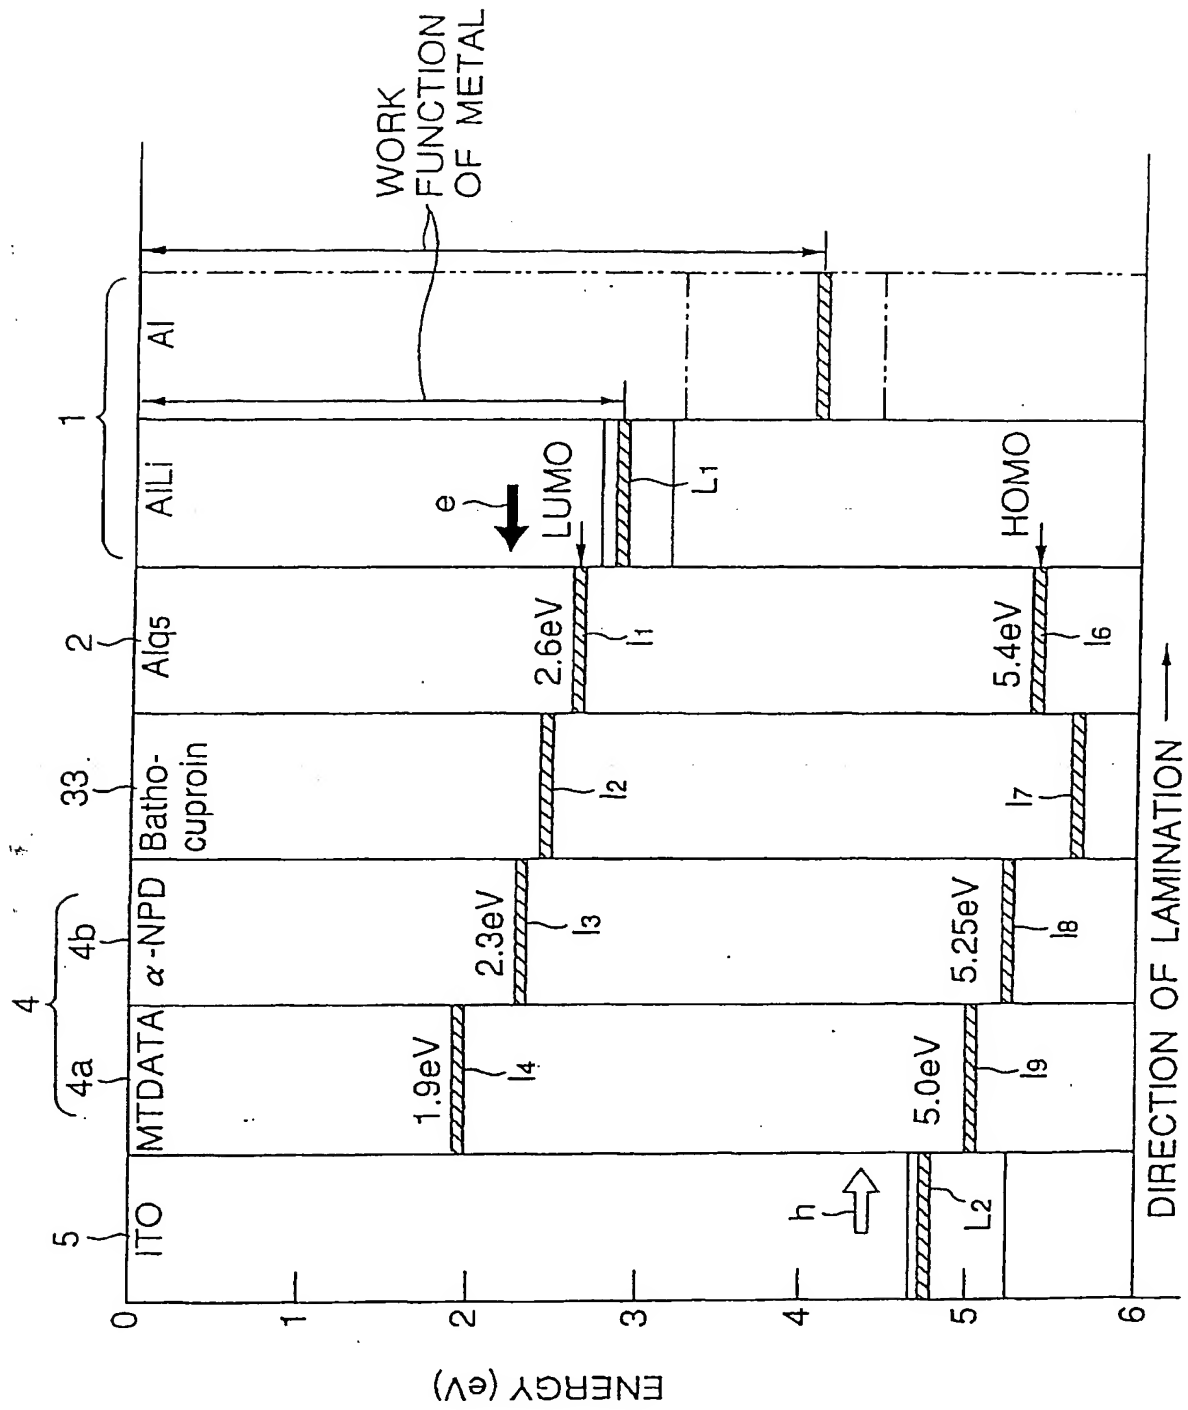 ENERGY (eV)
0
1
2
3
4
5
6
5
ITO
4
4a
MTDATA
4b
α-NPD
33
Batho-
cuproin
2
Alq5
1
AlLi
Al
WORK
FUNCTION
OF METAL
e
LUMO
L1
HOMO
2.6eV
l1
5.4eV
l6
l2
l7
2.3eV
l3
5.25eV
l8
1.9eV
l4
5.0eV
l9
h
L2
DIRECTION OF LAMINATION